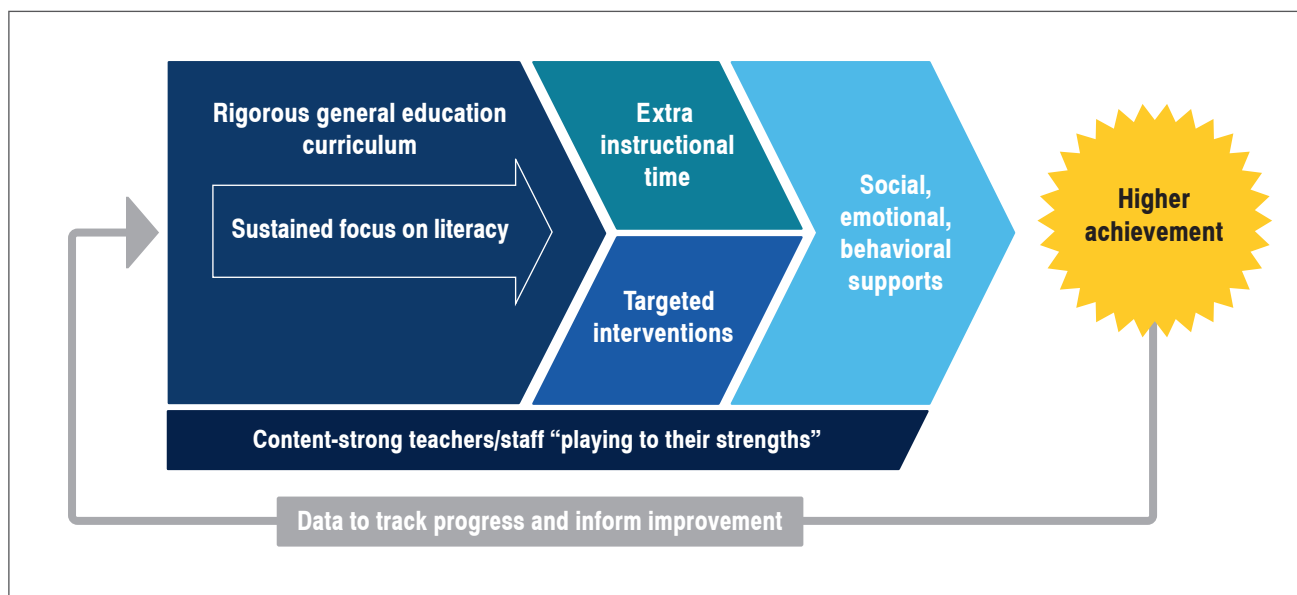 Rigorous general education
curriculum
Sustained focus on literacy
Extra
instructional
time
Targeted
interventions
Social,
emotional,
behavioral
supports
Higher
achievement
Content-strong teachers/staff “playing to their strengths”
Data to track progress and inform improvement